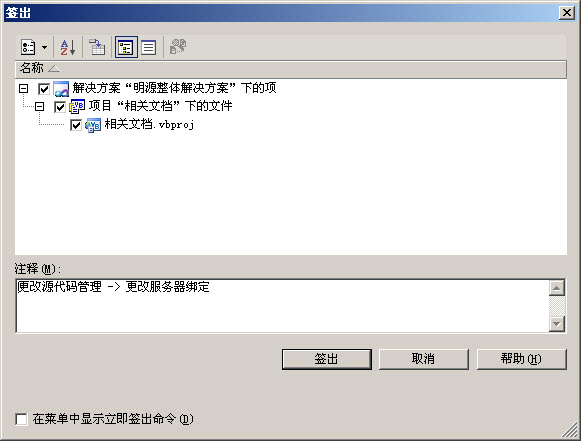 签出
名称
解决方案“明源整体解决方案”下的项
项目“相关文档”下的文件
相关文档.vbproj
注释(M):
更改源代码管理 -> 更改服务器绑定
签出 取消 帮助(H)
在菜单中显示立即签出命令(D)